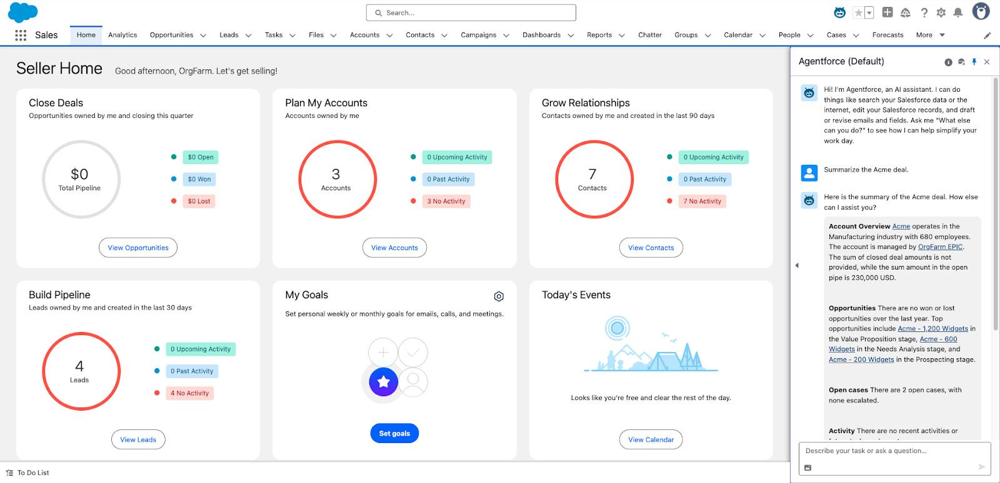 Search...
Sales
Home
Analytics
Opportunities
Leads
Tasks
Files
Accounts
Contacts
Campaigns
Dashboards
Reports
Chatter
Groups
Calendar
People
Cases
Forecasts
More
Seller Home
Good afternoon, OrgFarm. Let's get selling!
Close Deals
Opportunities owned by me and closing this quarter
$0
Total Pipeline
$0 Open
$0 Won
$0 Lost
View Opportunities
Plan My Accounts
Accounts owned by me
3
Accounts
0 Upcoming Activity
0 Past Activity
3 No Activity
View Accounts
Grow Relationships
Contacts owned by me and created in the last 90 days
7
Contacts
0 Upcoming Activity
0 Past Activity
7 No Activity
View Contacts
Build Pipeline
Leads owned by me and created in the last 30 days
4
Leads
0 Upcoming Activity
0 Past Activity
4 No Activity
View Leads
My Goals
Set personal weekly or monthly goals for emails, calls, and meetings.
Set goals
Today's Events
Looks like you're free and clear the rest of the day.
View Calendar
To Do List
Agentforce (Default)
Hi! I'm Agentforce, an AI assistant. I can do
things like search your Salesforce data or the
internet, edit your Salesforce records, and draft
or revise emails and fields. Ask me "What else
can you do?" to see how I can help simplify your
work day.
Summarize the Acme deal.
Here is the summary of the Acme deal. How else
can I assist you?
Account Overview Acme operates in the
Manufacturing industry with 680 employees.
The account is managed by OrgFarm EPIC.
The sum of closed deal amounts is not
provided, while the sum amount in the open
pipe is 230,000 USD.
Opportunities There are no won or lost
opportunities over the last year. Top
opportunities include Acme - 1,200 Widgets in
the Value Proposition stage, Acme - 600
Widgets in the Needs Analysis stage, and
Acme - 200 Widgets in the Prospecting stage.
Open cases There are 2 open cases, with
none escalated.
Activity There are no recent activities or
Describe your task or ask a question...